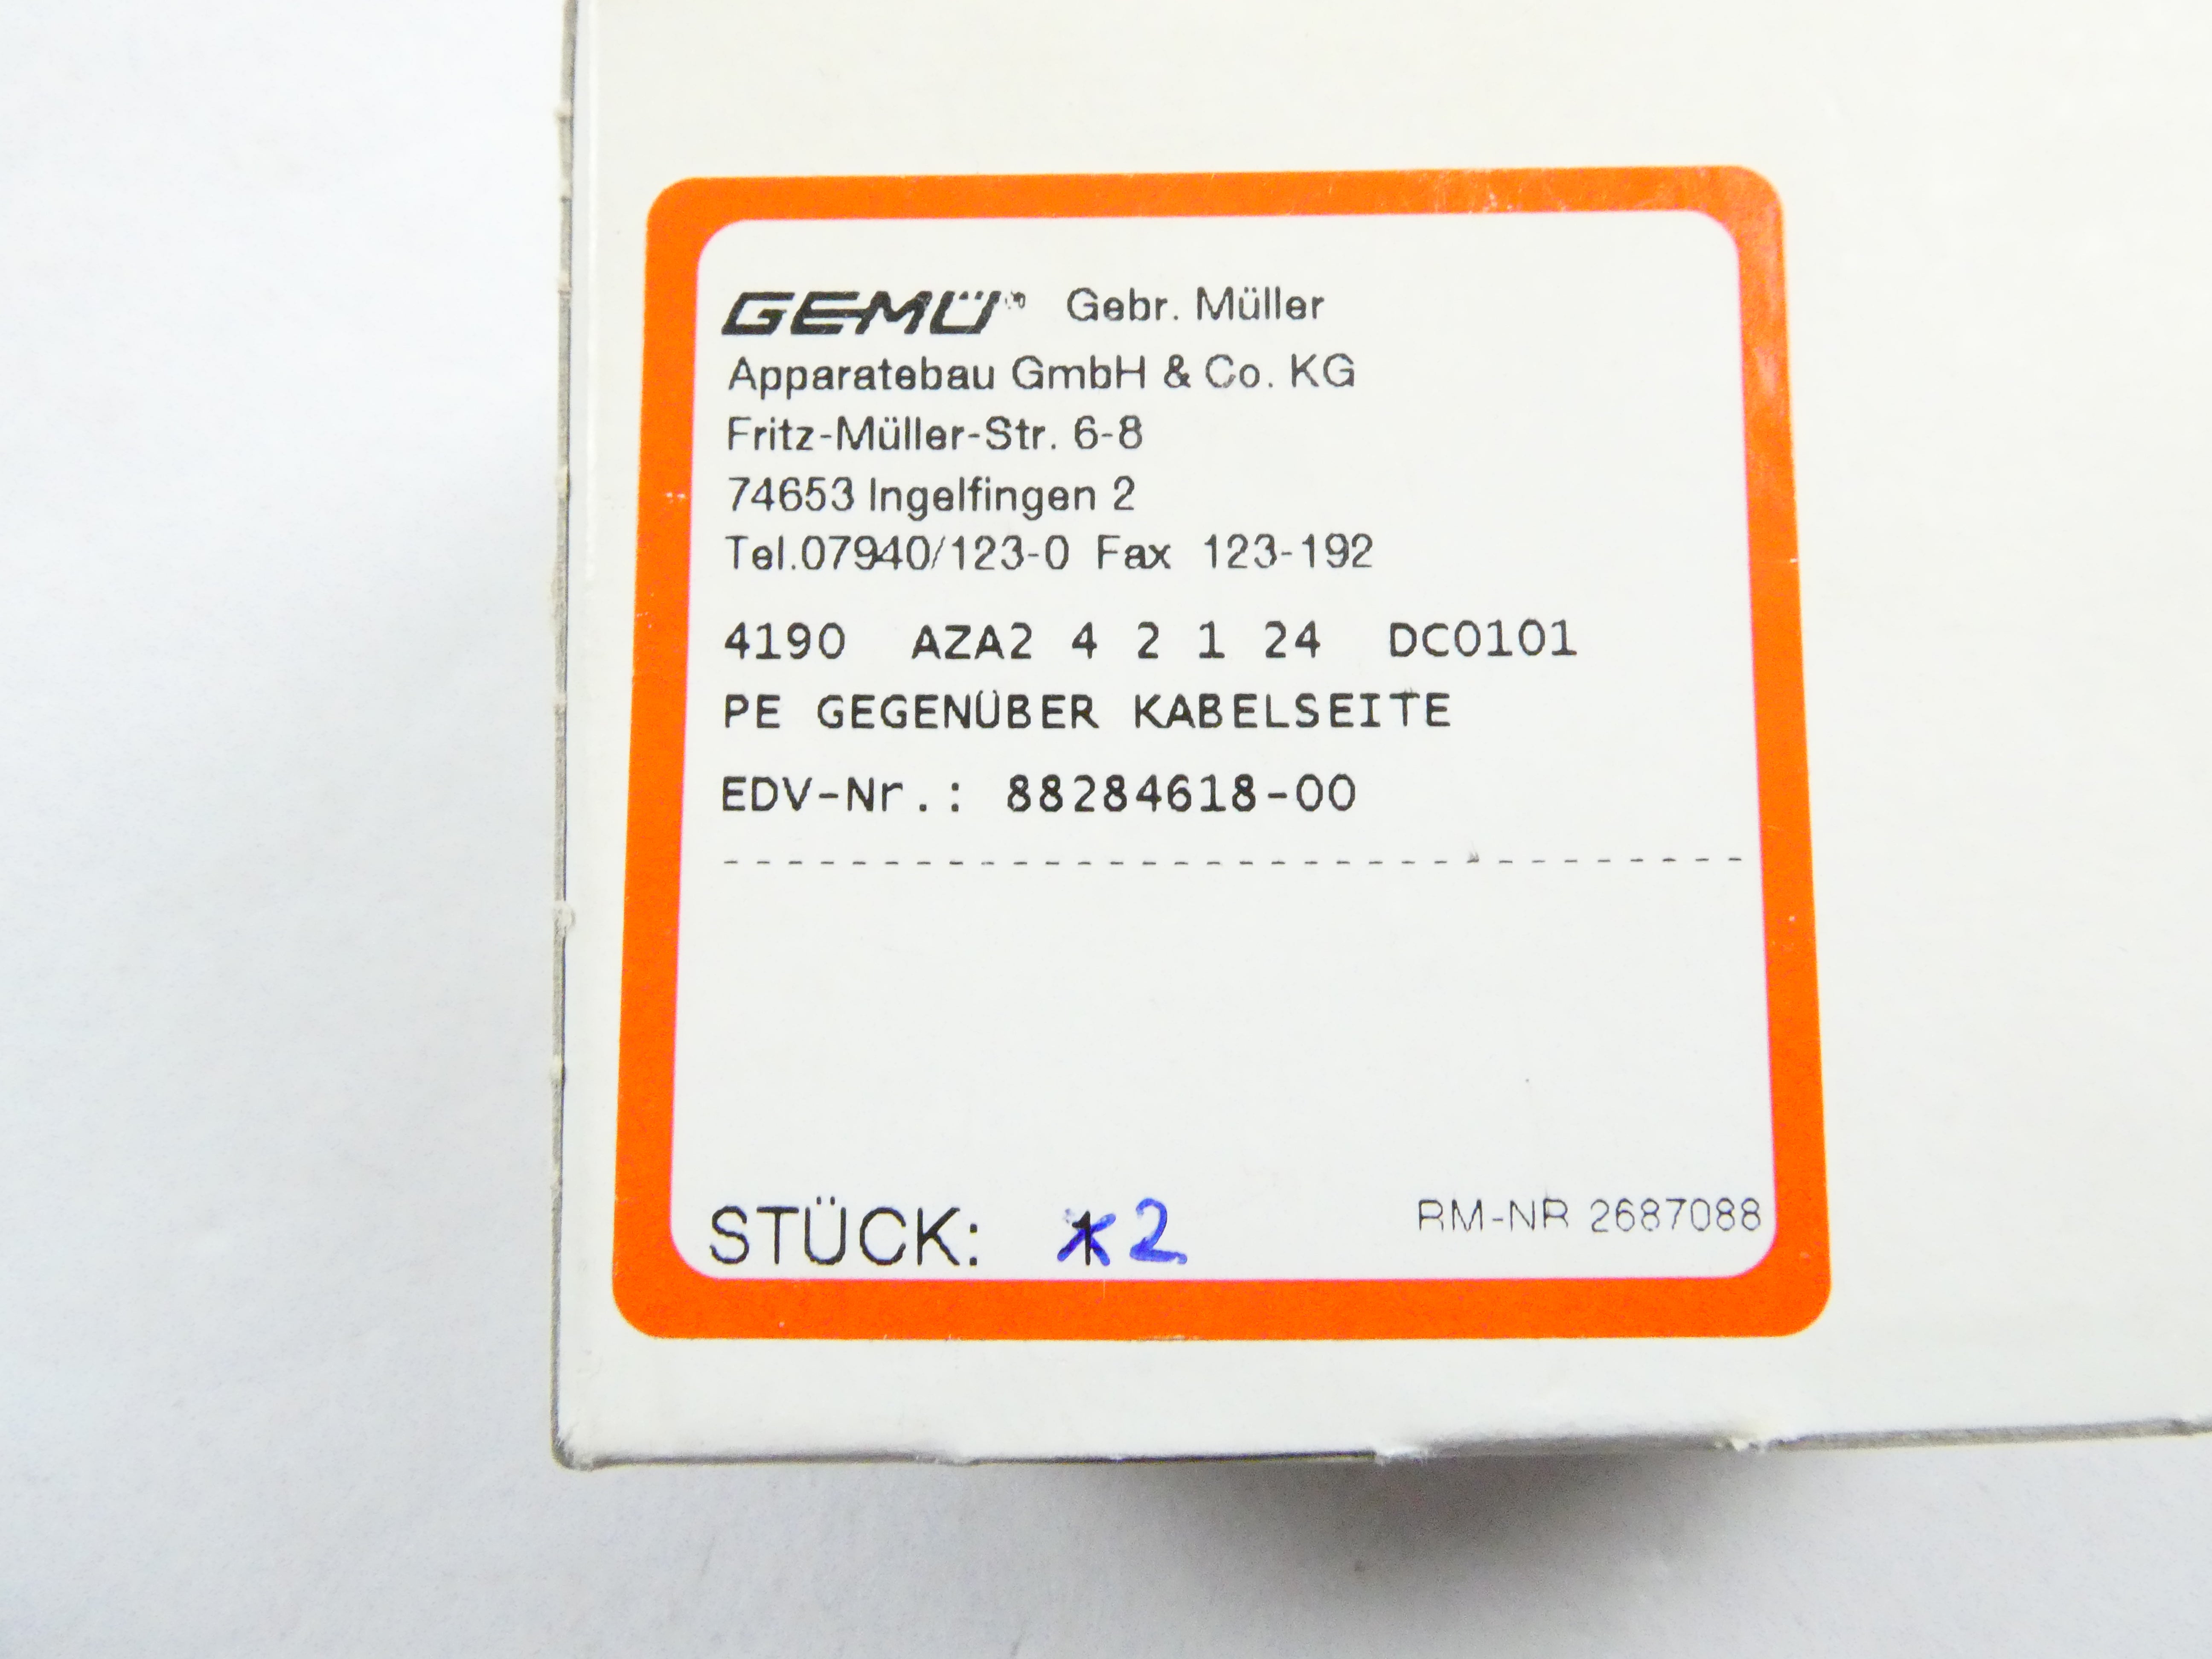 GEMÜ® Gebr. Müller
Apparatebau GmbH & Co. KG
Fritz-Müller-Str. 6-8
74653 Ingelfingen 2
Tel.07940/123-0 Fax 123-192
4190 AZA2 4 2 1 24 DC0101
PE GEGENÜBER KABELSEITE
EDV-Nr.: 88284618-00
--------------------------------
STÜCK: 1 2
RM-NR 2687088